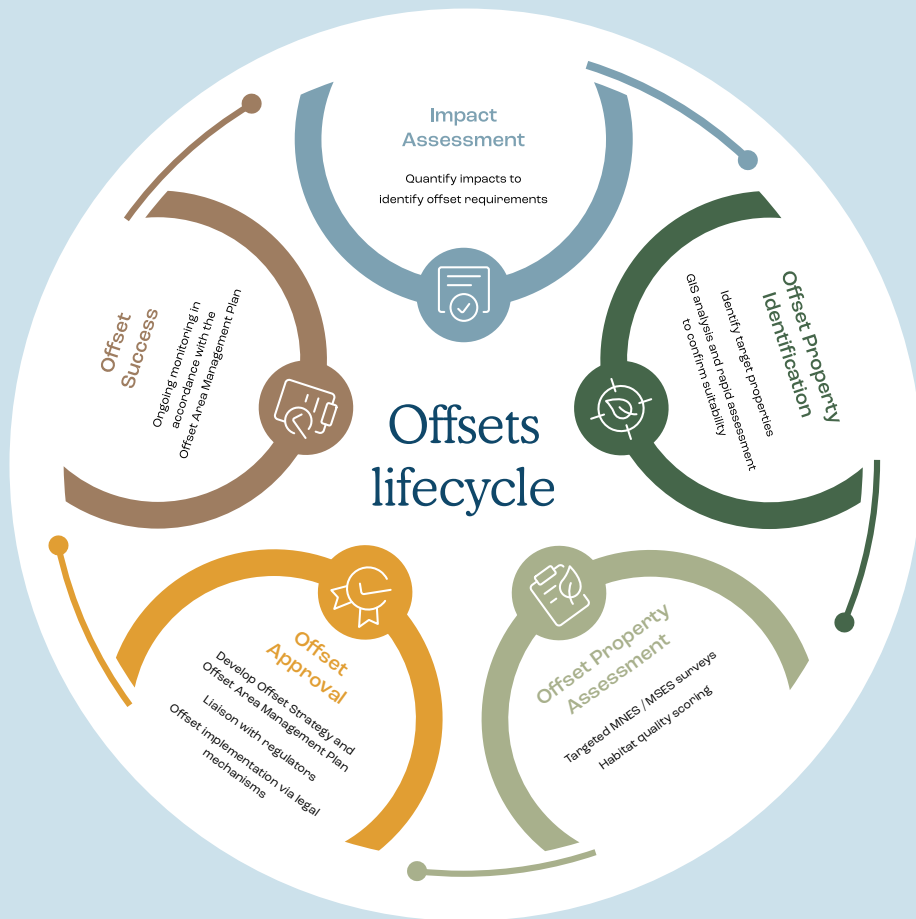 Impact
Assessment
Quantify impacts to
identify offset requirements
Offset Property
Identification
Identify target properties
GIS analysis and rapid assessment
to confirm suitability
Offset Property
Assessment
Targeted MNES / MSES surveys
Habitat quality scoring
Offset
Approval
Develop Offset Strategy and
Offset Area Management Plan
Liaison with regulators
Offset implementation via legal
mechanisms
Offset
Success
Ongoing monitoring in
accordance with the
Offset Area Management Plan
Offsets
lifecycle